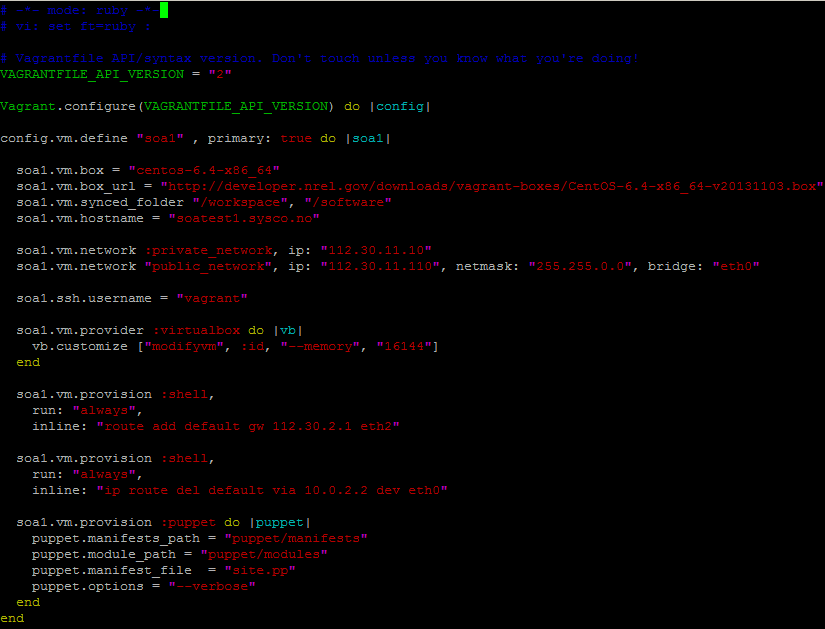 # -*- mode: ruby -*-
# vi: set ft=ruby :
# Vagrantfile API/syntax version. Don't touch unless you know what you're doing!
VAGRANTFILE_API_VERSION = "2"
Vagrant.configure(VAGRANTFILE_API_VERSION) do |config|
config.vm.define "soa1" , primary: true do |soa1|
soa1.vm.box = "centos-6.4-x86_64"
soa1.vm.box_url = "http://developer.nrel.gov/downloads/vagrant-boxes/CentOS-6.4-x86_64-v20131103.box"
soa1.vm.synced_folder "/workspace", "/software"
soa1.vm.hostname = "soatest1.sysco.no"
soa1.vm.network :private_network, ip: "112.30.11.10"
soa1.vm.network "public_network", ip: "112.30.11.110", netmask: "255.255.0.0", bridge: "eth0"
soa1.ssh.username = "vagrant"
soa1.vm.provider :virtualbox do |vb|
vb.customize ["modifyvm", :id, "--memory", "16144"]
end
soa1.vm.provision :shell,
run: "always",
inline: "route add default gw 112.30.2.1 eth2"
soa1.vm.provision :shell,
run: "always",
inline: "ip route del default via 10.0.2.2 dev eth0"
soa1.vm.provision :puppet do |puppet|
puppet.manifests_path = "puppet/manifests"
puppet.module_path = "puppet/modules"
puppet.manifest_file  = "site.pp"
puppet.options = "--verbose"
end
end